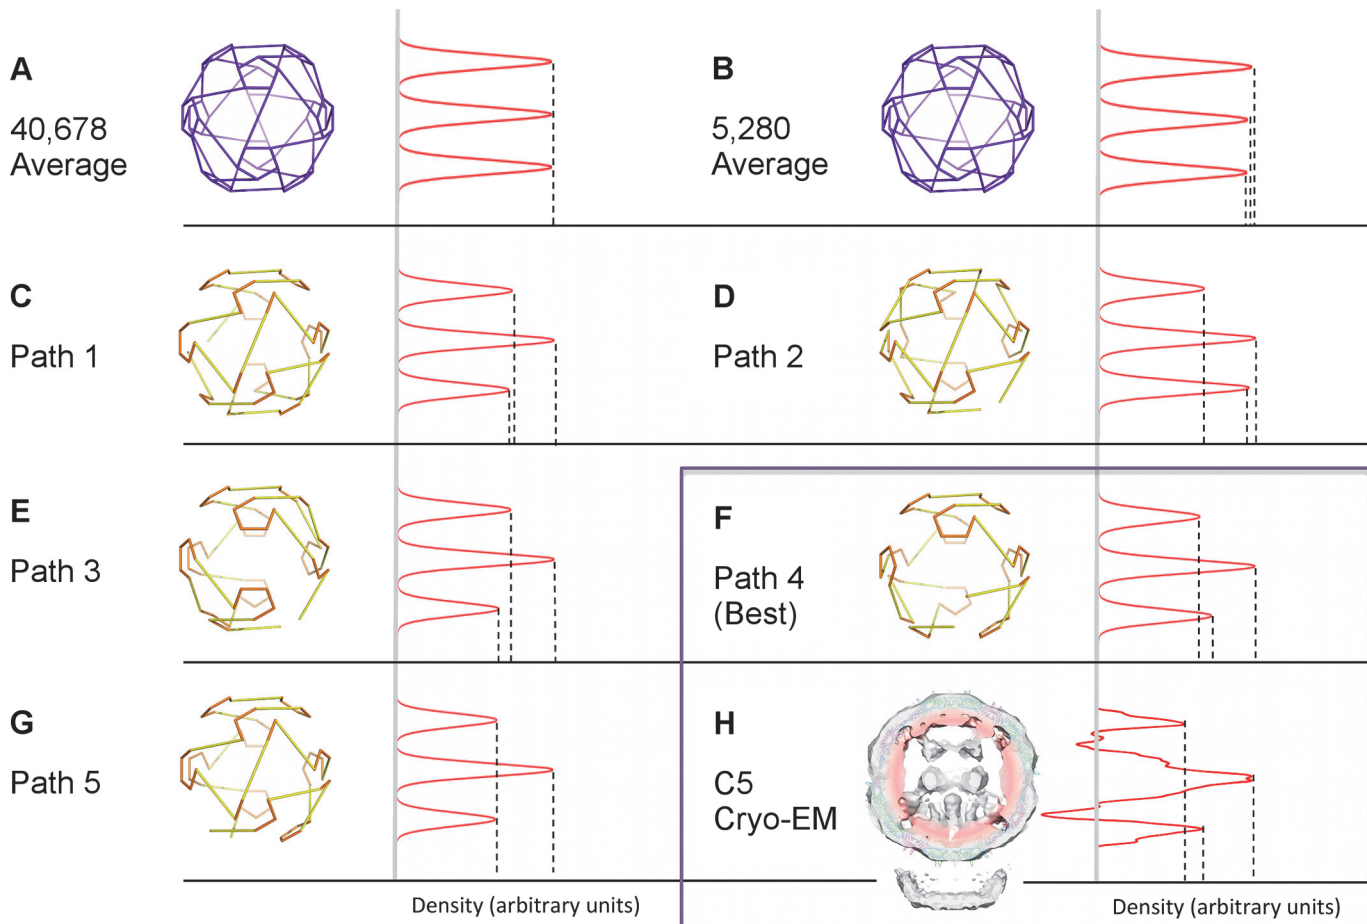 A
40,678
Average
B
5,280
Average
C
Path 1
D
Path 2
E
Path 3
F
Path 4
(Best)
G
Path 5
H
C5
Cryo-EM
Density (arbitrary units)
Density (arbitrary units)